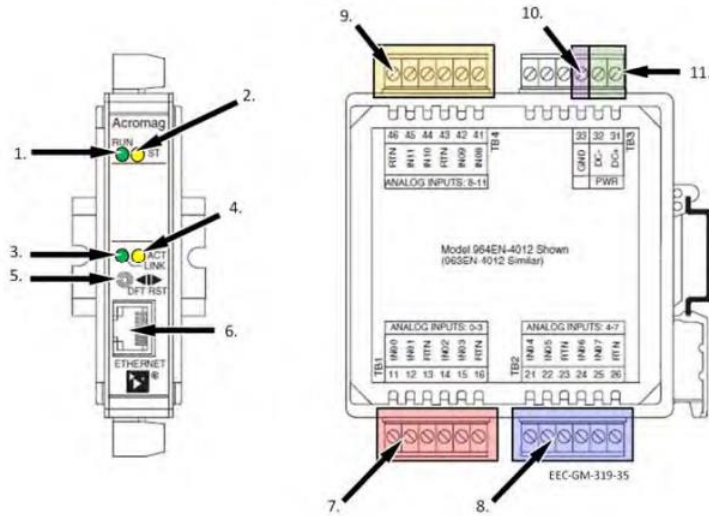 9.
10.
11.
2.
Acromag
RUN
ST
1.
46 45 44 43 42 41
TB4
RTN IN11 IN10 RTN IN09 IN08
ANALOG INPUTS: 8-11
33 32 31
TB3
GND DC- DC+
PWR
4.
3.
ACT
LINK
5.
DFT RST
Model 964EN-4012 Shown
(963EN-4012 Similar)
6.
ETHERNET
®
ANALOG INPUTS: 0-3
ANALOG INPUTS: 4-7
TB1
IN00 IN01 RTN IN02 IN03 RTN
11 12 13 14 15 16
TB2
IN04 IN05 RTN IN06 IN07 RTN
21 22 23 24 25 26
7.
8.
EEC-GM-319-35